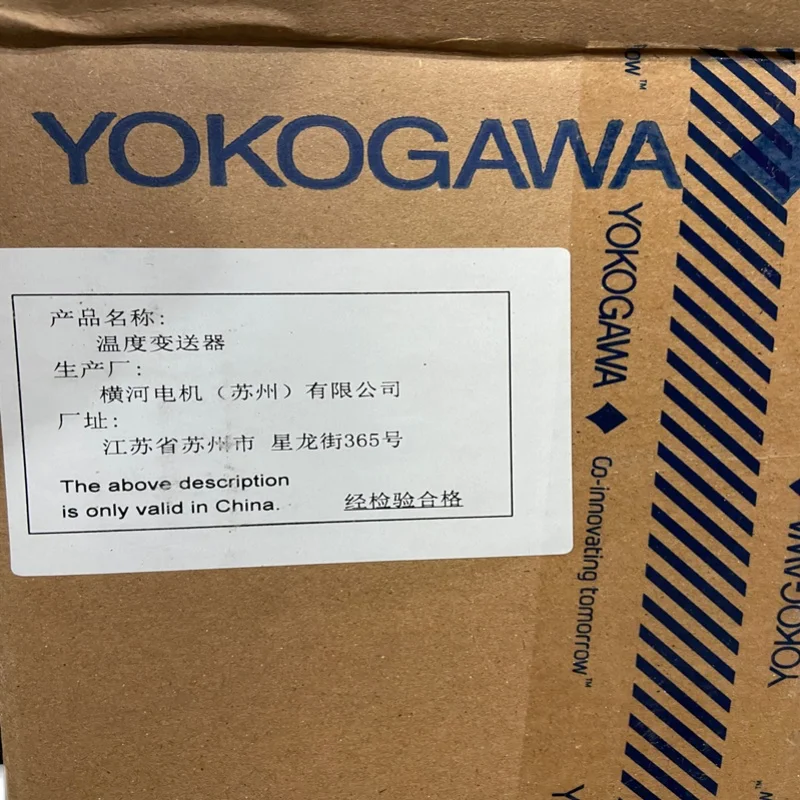 YOKOGAWA
产品名称:
温度变送器
生产厂:
横河电机（苏州）有限公司
厂址:
江苏省苏州市 星龙街365号
The above description
is only valid in China.
经检验合格
YOKOGAWA ◆
Co-innovating tomorrow™
YOKOGAWA